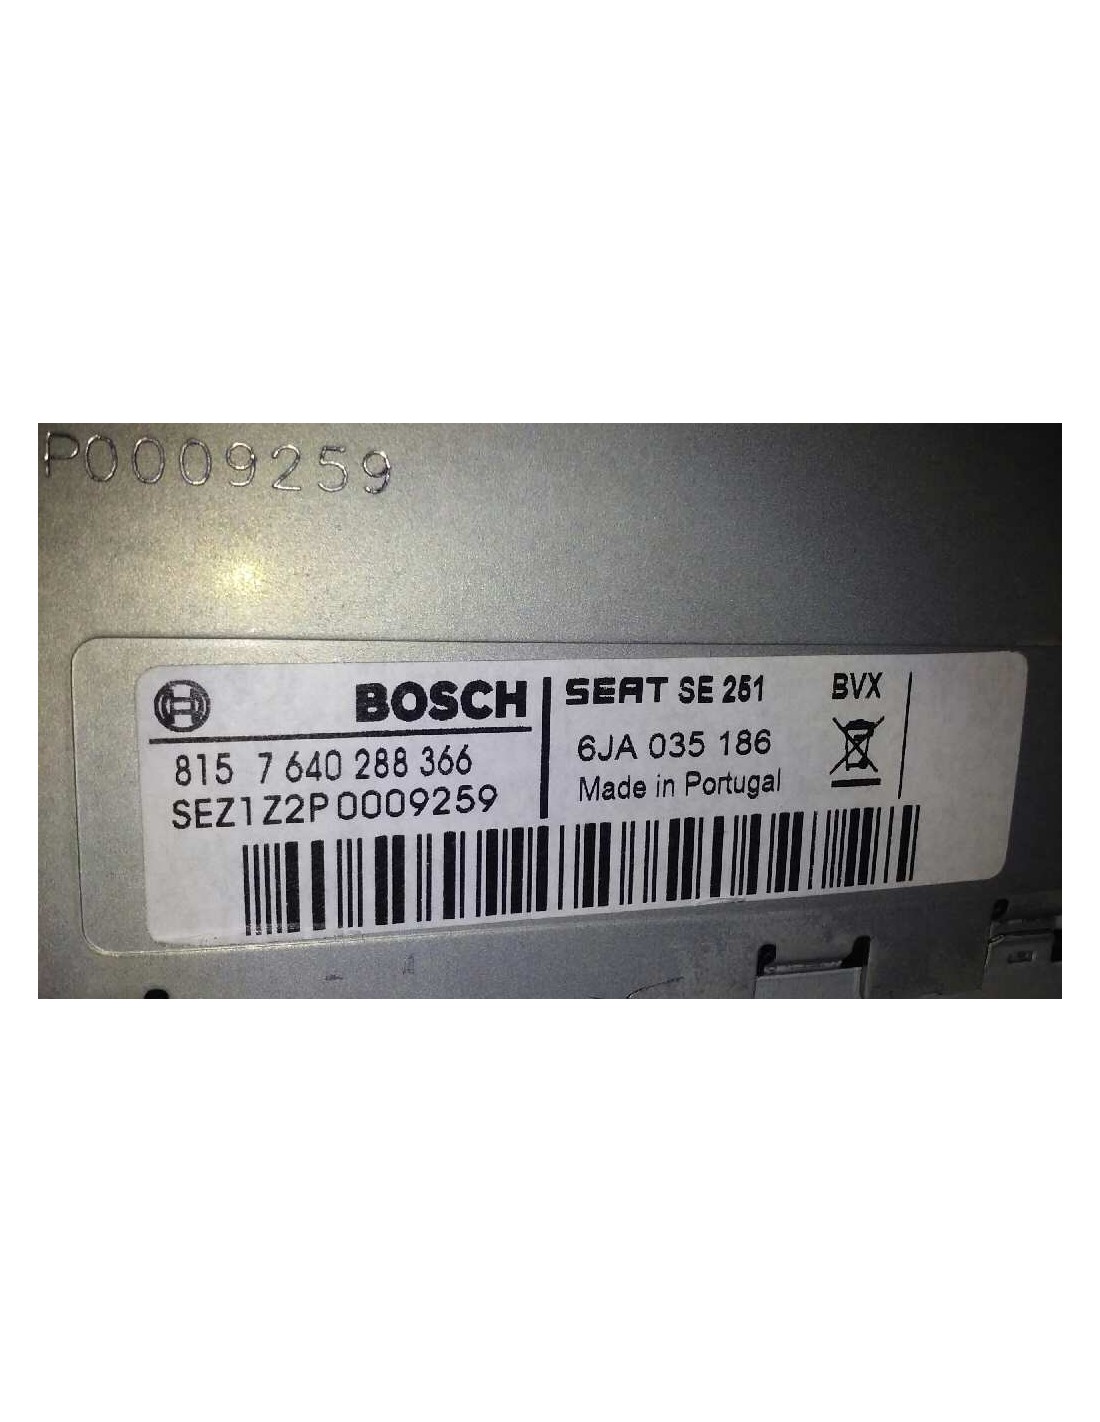 P0009259
BOSCH
815 7 640 288 366
SEZ1Z2P0009259
SEAT SE 251
6JA 035 186
Made in Portugal
BVX